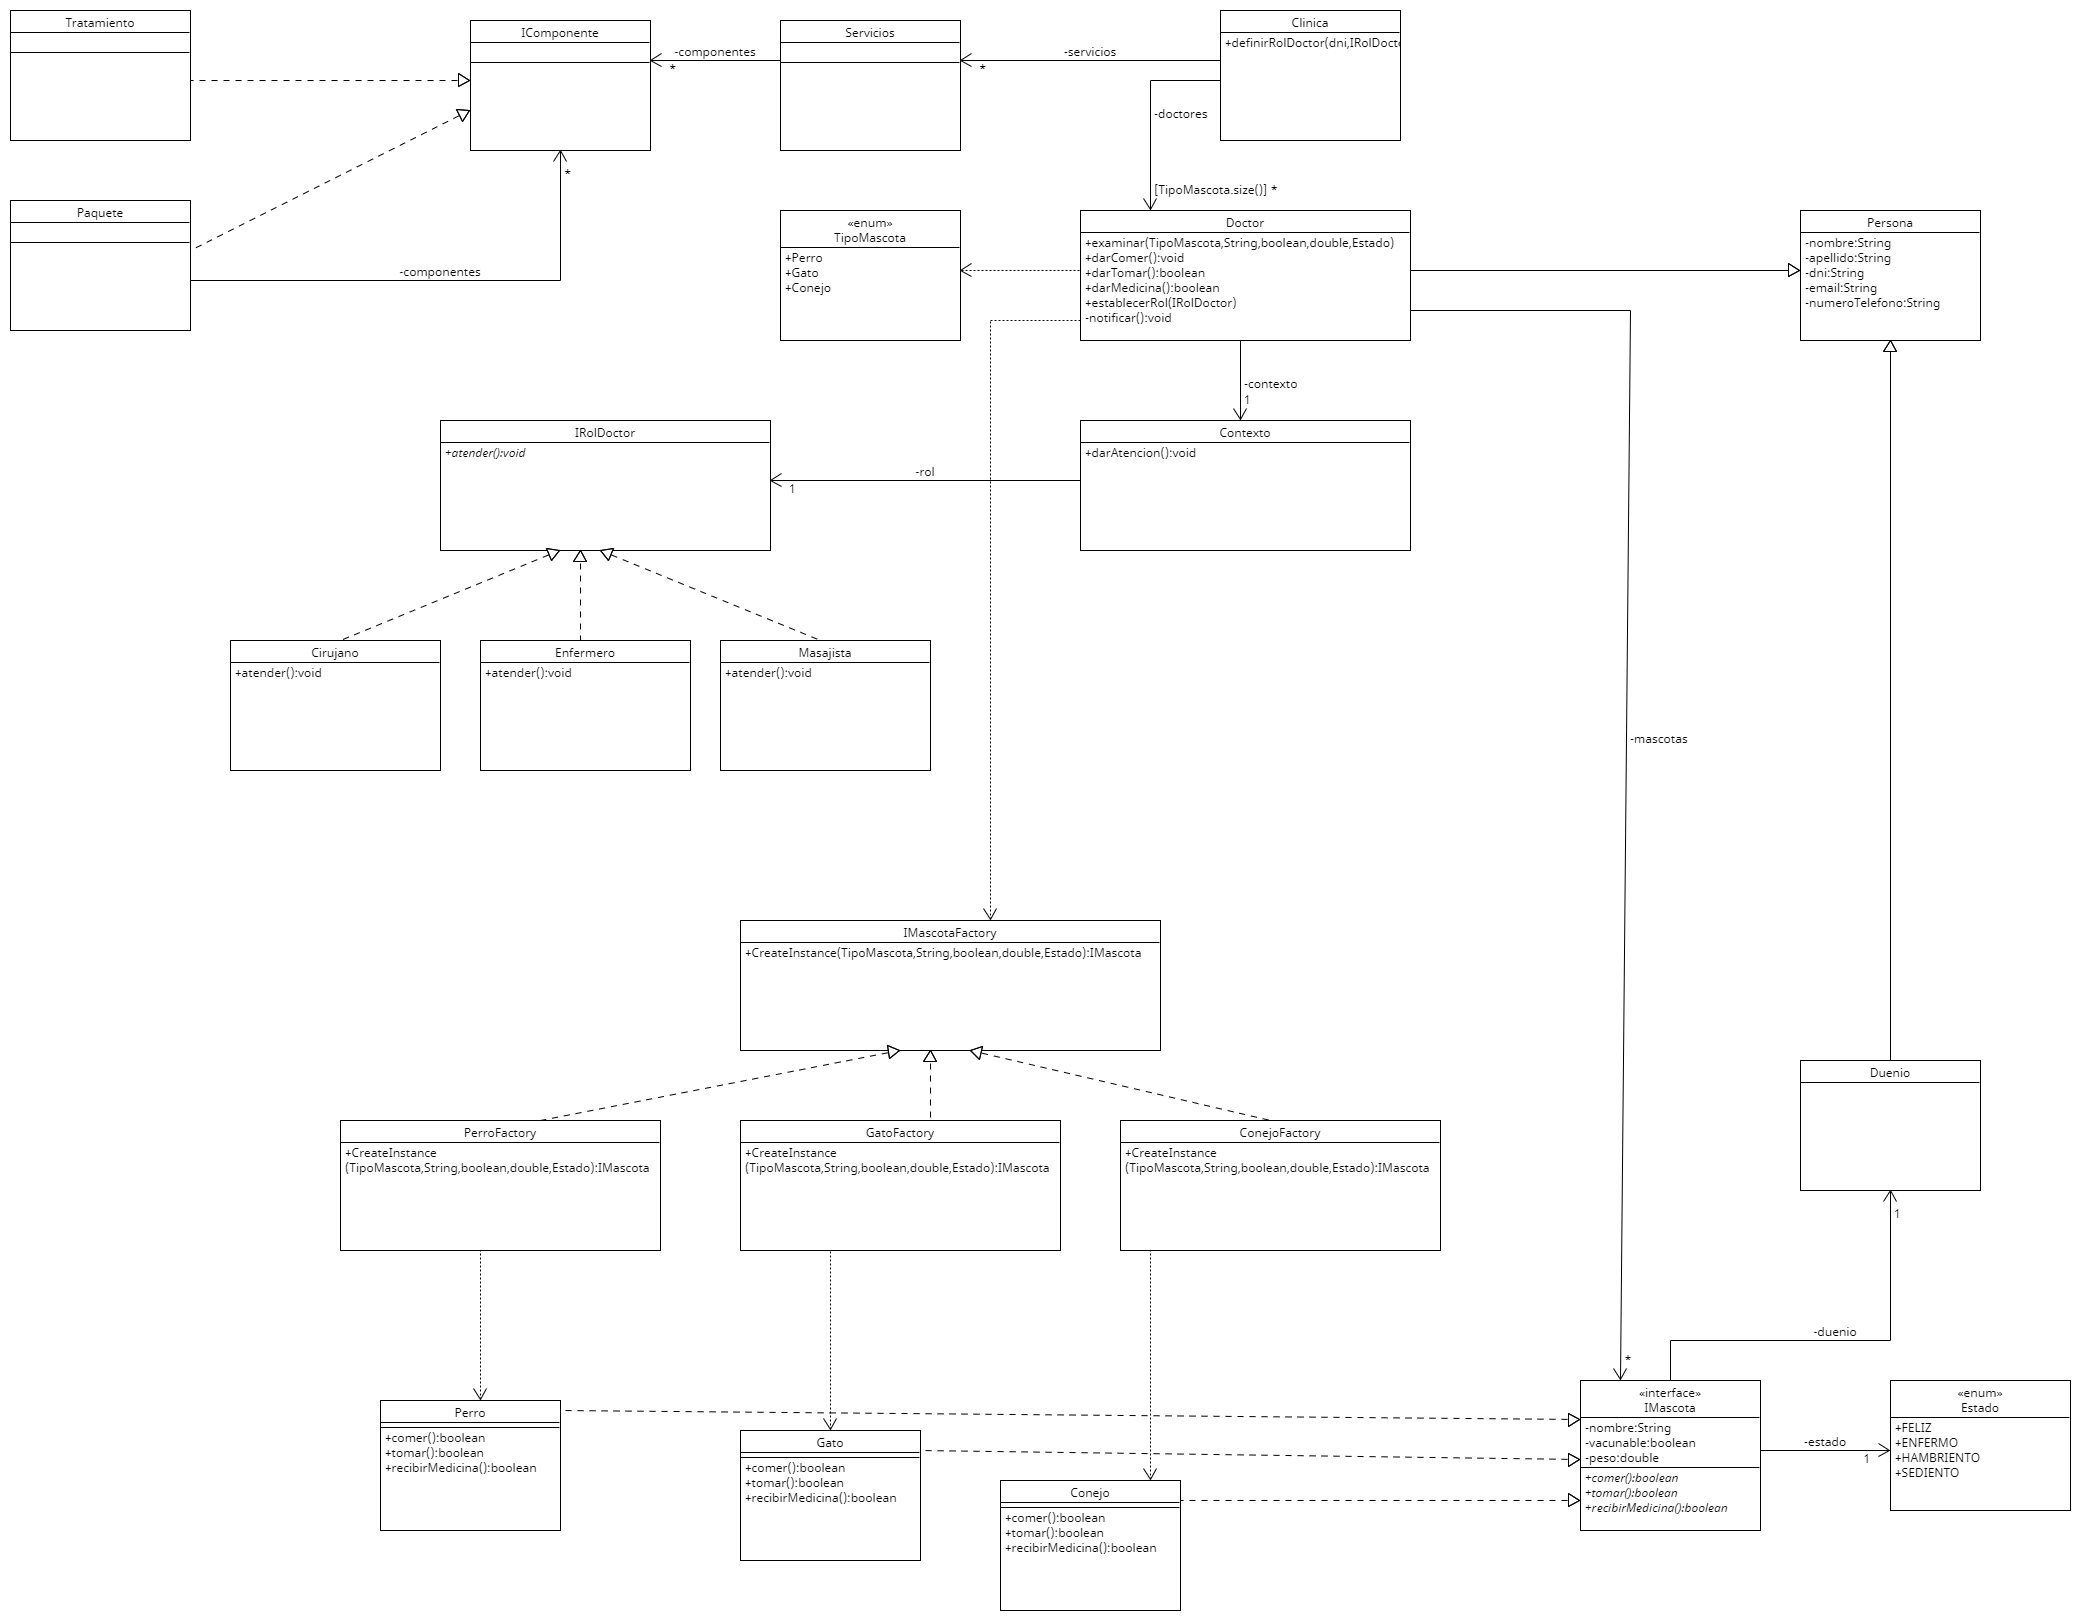 Tratamiento
IComponente
-componentes
*
Servicios
-servicios
*
Clinica
+definirRolDoctor(dni,IRolDoct
-doctores
[TipoMascota.size()] *
Paquete
-componentes
*
«enum»
TipoMascota
+Perro
+Gato
+Conejo
Doctor
+examinar(TipoMascota,String,boolean,double,Estado)
+darComer():void
+darTomar():boolean
+darMedicina():boolean
+establecerRol(IRolDoctor)
-notificar():void
Persona
-nombre:String
-apellido:String
-dni:String
-email:String
-numeroTelefono:String
-contexto
1
IRolDoctor
+atender():void
-rol
1
Contexto
+darAtencion():void
Cirujano
+atender():void
Enfermero
+atender():void
Masajista
+atender():void
-mascotas
*
IMascotaFactory
+CreateInstance(TipoMascota,String,boolean,double,Estado):IMascota
PerroFactory
+CreateInstance
(TipoMascota,String,boolean,double,Estado):IMascota
GatoFactory
+CreateInstance
(TipoMascota,String,boolean,double,Estado):IMascota
ConejoFactory
+CreateInstance
(TipoMascota,String,boolean,double,Estado):IMascota
Duenio
1
-duenio
Perro
+comer():boolean
+tomar():boolean
+recibirMedicina():boolean
Gato
+comer():boolean
+tomar():boolean
+recibirMedicina():boolean
Conejo
+comer():boolean
+tomar():boolean
+recibirMedicina():boolean
«interface»
IMascota
-nombre:String
-vacunable:boolean
-peso:double
+comer():boolean
+tomar():boolean
+recibirMedicina():boolean
-estado
1
«enum»
Estado
+FELIZ
+ENFERMO
+HAMBRIENTO
+SEDIENTO